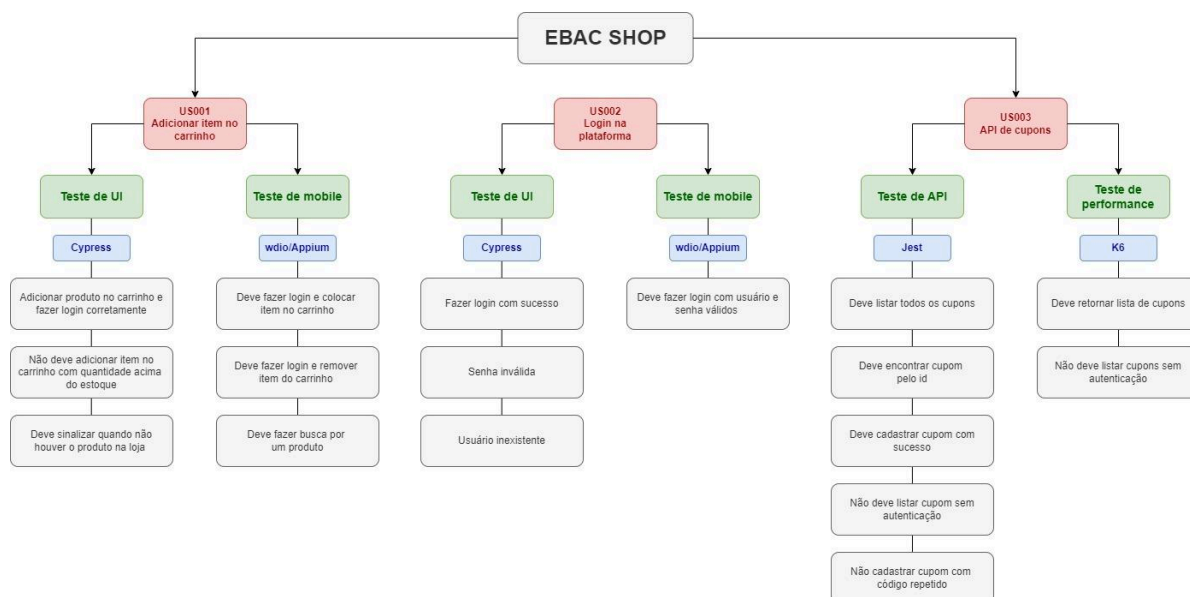 EBAC SHOP
US001
Adicionar item no
carrinho
US002
Login na
plataforma
US003
API de cupons
Teste de UI
Teste de mobile
Teste de UI
Teste de mobile
Teste de API
Teste de
performance
Cypress
wdio/Appium
Cypress
wdio/Appium
Jest
K6
Adicionar produto no carrinho e
fazer login corretamente
Deve fazer login e colocar
item no carrinho
Fazer login com sucesso
Deve fazer login com usuário e
senha válidos
Deve listar todos os cupons
Deve retornar lista de cupons
Não deve adicionar item no
carrinho com quantidade acima
do estoque
Deve fazer login e remover
item do carrinho
Senha inválida
Deve encontrar cupom
pelo id
Não deve listar cupons sem
autenticação
Deve sinalizar quando não
houver o produto na loja
Deve fazer busca por
um produto
Usuário inexistente
Deve cadastrar cupom com
sucesso
Não deve listar cupom sem
autenticação
Não cadastrar cupom com
código repetido